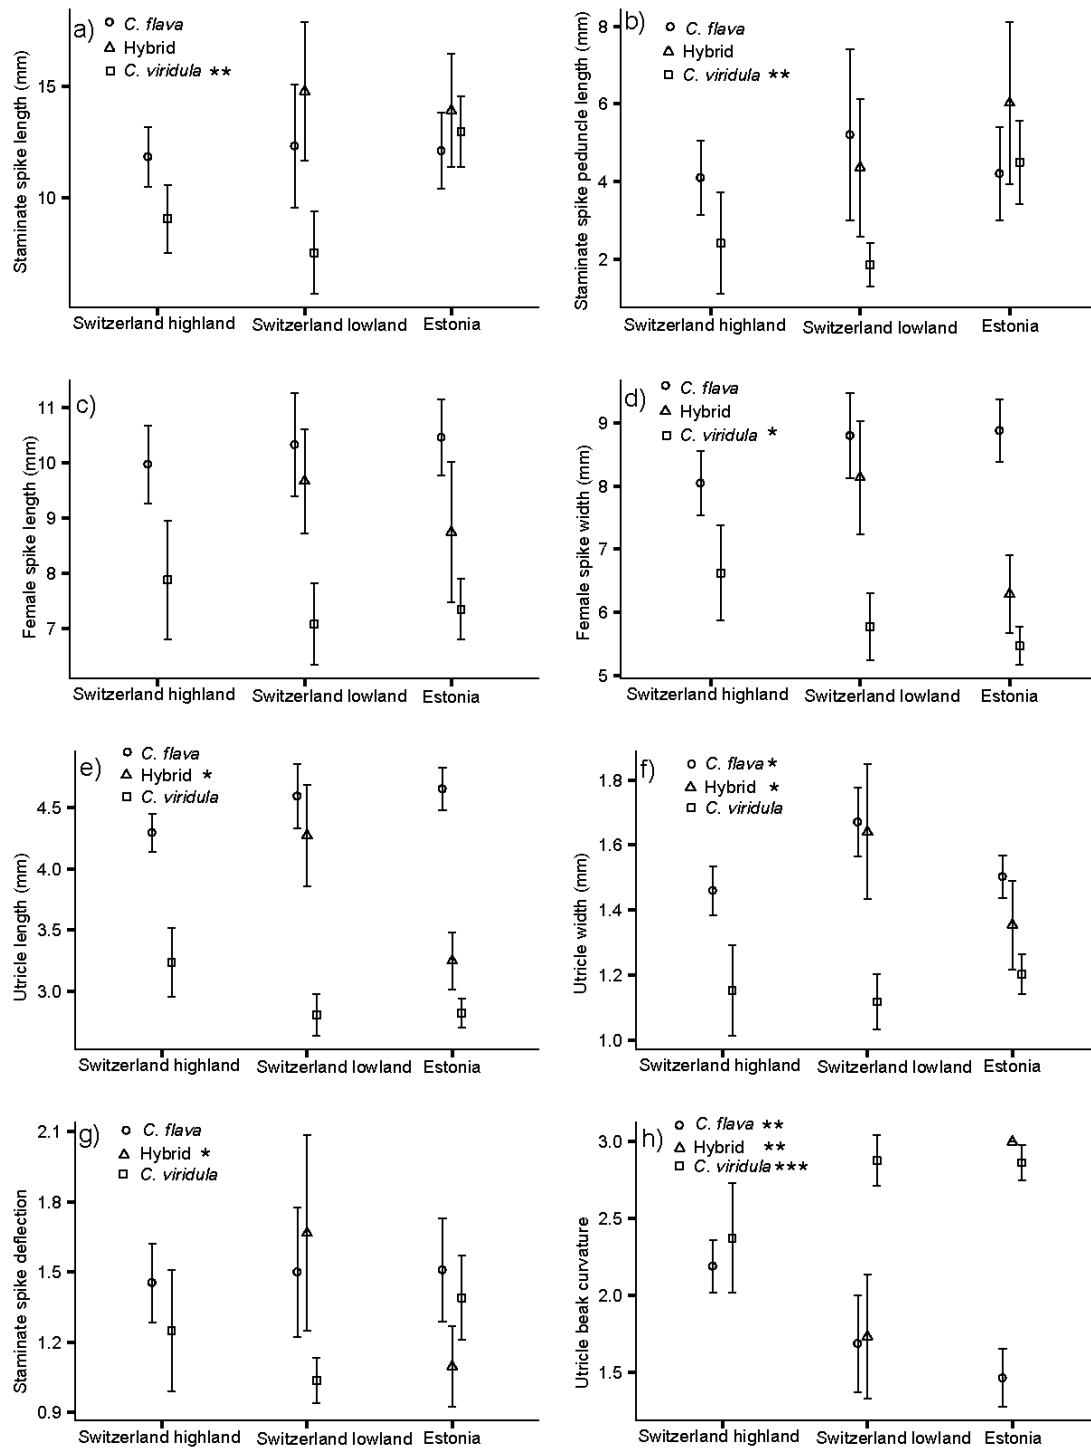 a)
C. flava
Hybrid
C. viridula **
Staminate spike length (mm)
15
10
Switzerland highland
Switzerland lowland
Estonia
b)
C. flava
Hybrid
C. viridula **
Staminate spike peduncle length (mm)
8
6
4
2
Switzerland highland
Switzerland lowland
Estonia
c)
Female spike length (mm)
11
10
9
8
7
Switzerland highland
Switzerland lowland
Estonia
d)
C. flava
Hybrid
C. viridula *
Female spike width (mm)
9
8
7
6
5
Switzerland highland
Switzerland lowland
Estonia
e)
C. flava
Hybrid *
C. viridula
Utricle length (mm)
4.5
4.0
3.5
3.0
Switzerland highland
Switzerland lowland
Estonia
f)
C. flava *
Hybrid *
C. viridula
Utricle width (mm)
1.8
1.6
1.4
1.2
1.0
Switzerland highland
Switzerland lowland
Estonia
g)
C. flava
Hybrid *
C. viridula
Staminate spike deflection
2.1
1.8
1.5
1.2
0.9
Switzerland highland
Switzerland lowland
Estonia
h)
C. flava **
Hybrid **
C. viridula ***
Utricle beak curvature
3.0
2.5
2.0
1.5
Switzerland highland
Switzerland lowland
Estonia